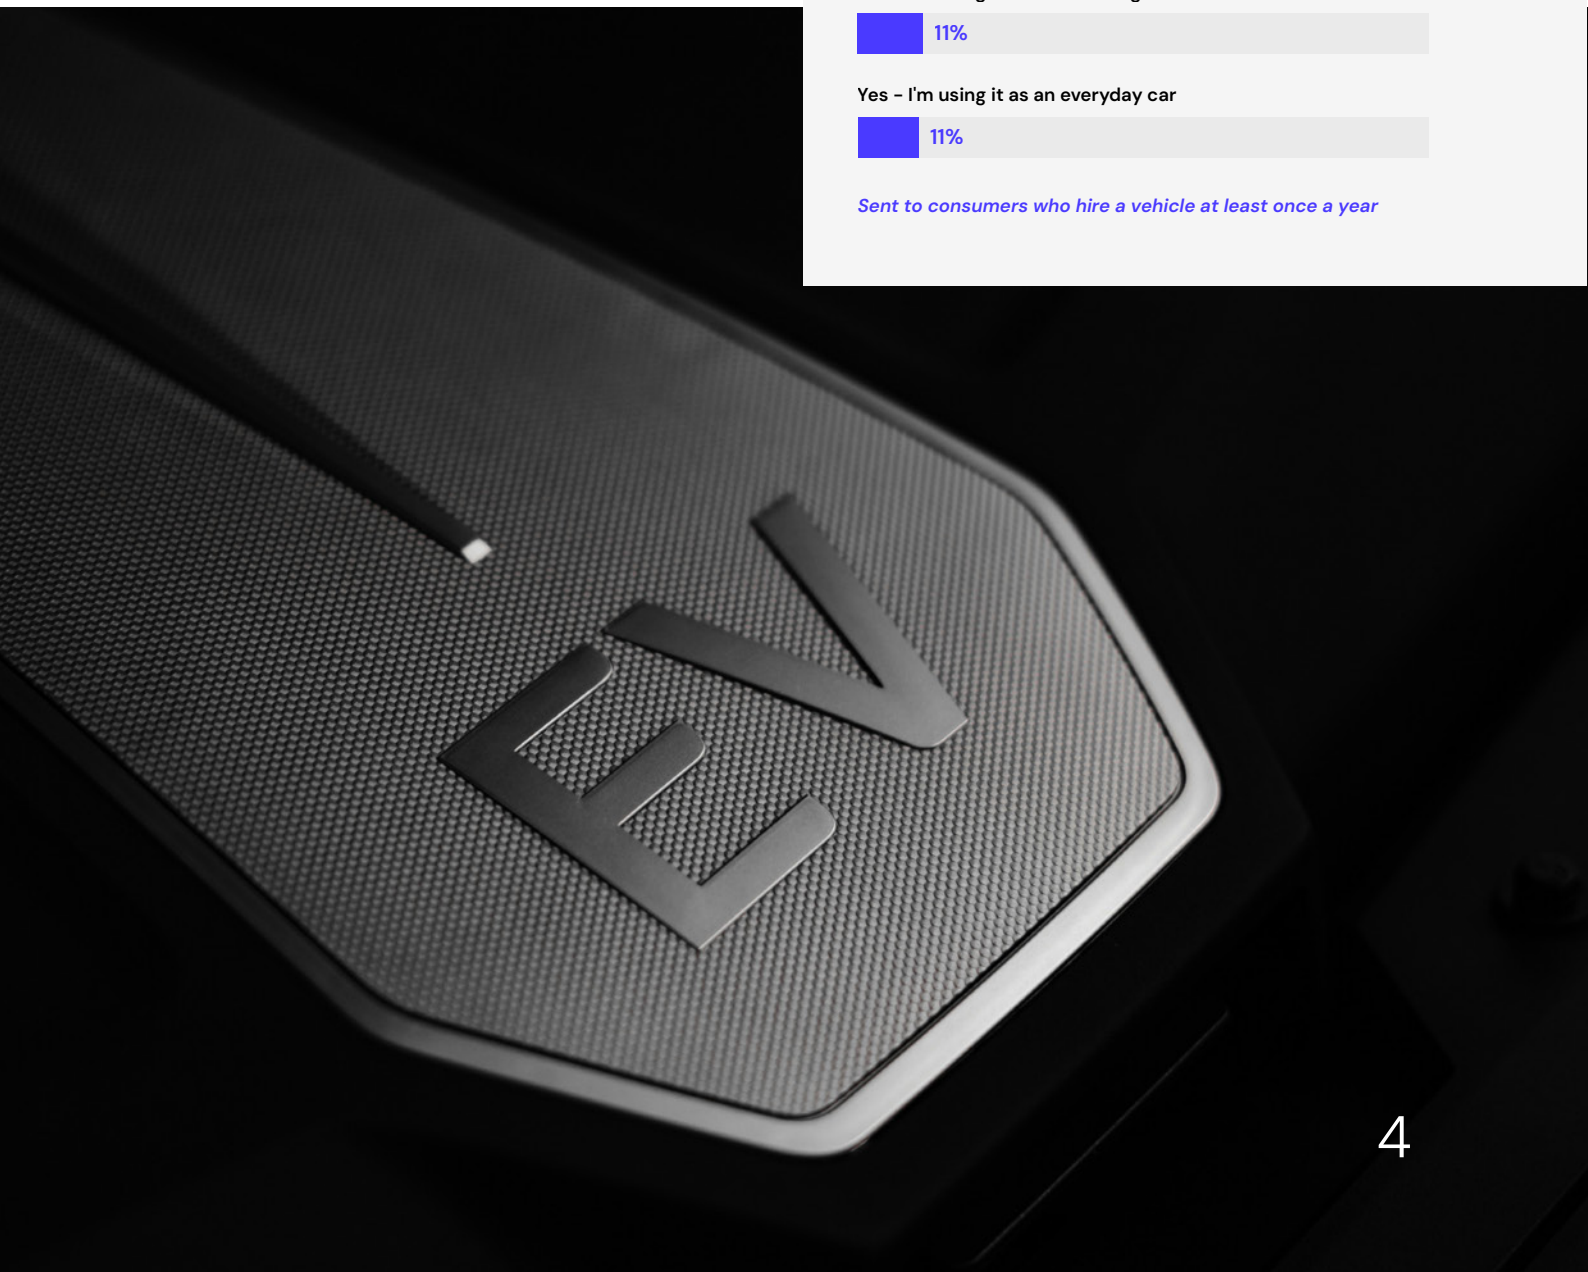 11%
Yes - I'm using it as an everyday car
11%
Sent to consumers who hire a vehicle at least once a year
EV
4